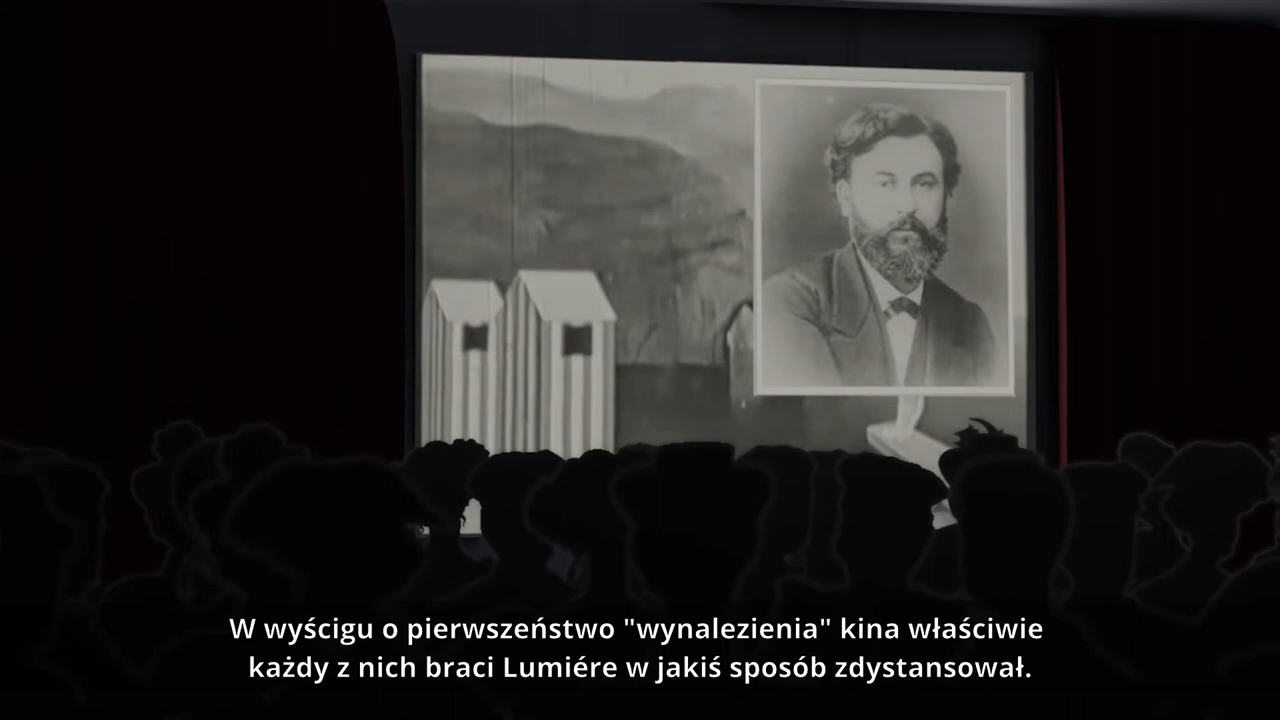 W wyścigu o pierwszeństwo "wynalezienia" kina właściwie
każdy z nich braci Lumiére w jakiś sposób zdystansował.